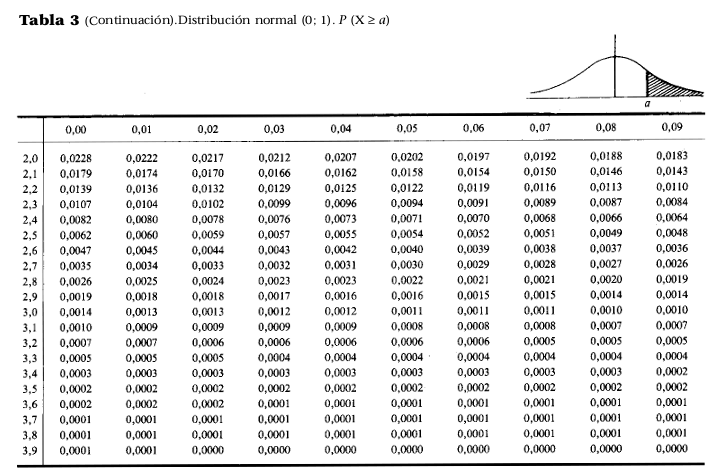 Tabla 3 (Continuación).Distribución normal (0; 1). P (X ≥ a)
a
0,00 0,01 0,02 0,03 0,04 0,05 0,06 0,07 0,08 0,09
2,0 0,0228 0,0222 0,0217 0,0212 0,0207 0,0202 0,0197 0,0192 0,0188 0,0183
2,1 0,0179 0,0174 0,0170 0,0166 0,0162 0,0158 0,0154 0,0150 0,0146 0,0143
2,2 0,0139 0,0136 0,0132 0,0129 0,0125 0,0122 0,0119 0,0116 0,0113 0,0110
2,3 0,0107 0,0104 0,0102 0,0099 0,0096 0,0094 0,0091 0,0089 0,0087 0,0084
2,4 0,0082 0,0080 0,0078 0,0076 0,0073 0,0071 0,0070 0,0068 0,0066 0,0064
2,5 0,0062 0,0060 0,0059 0,0057 0,0055 0,0054 0,0052 0,0051 0,0049 0,0048
2,6 0,0047 0,0045 0,0044 0,0043 0,0042 0,0040 0,0039 0,0038 0,0037 0,0036
2,7 0,0035 0,0034 0,0033 0,0032 0,0031 0,0030 0,0029 0,0028 0,0027 0,0026
2,8 0,0026 0,0025 0,0024 0,0023 0,0023 0,0022 0,0021 0,0021 0,0020 0,0019
2,9 0,0019 0,0018 0,0018 0,0017 0,0016 0,0016 0,0015 0,0015 0,0014 0,0014
3,0 0,0014 0,0013 0,0013 0,0012 0,0012 0,0011 0,0011 0,0011 0,0010 0,0010
3,1 0,0010 0,0009 0,0009 0,0009 0,0009 0,0008 0,0008 0,0008 0,0007 0,0007
3,2 0,0007 0,0007 0,0006 0,0006 0,0006 0,0006 0,0006 0,0005 0,0005 0,0005
3,3 0,0005 0,0005 0,0005 0,0004 0,0004 0,0004 0,0004 0,0004 0,0004 0,0004
3,4 0,0003 0,0003 0,0003 0,0003 0,0003 0,0003 0,0003 0,0003 0,0003 0,0002
3,5 0,0002 0,0002 0,0002 0,0002 0,0002 0,0002 0,0002 0,0002 0,0002 0,0002
3,6 0,0002 0,0002 0,0002 0,0001 0,0001 0,0001 0,0001 0,0001 0,0001 0,0001
3,7 0,0001 0,0001 0,0001 0,0001 0,0001 0,0001 0,0001 0,0001 0,0001 0,0001
3,8 0,0001 0,0001 0,0001 0,0001 0,0001 0,0001 0,0001 0,0001 0,0001 0,0001
3,9 0,0001 0,0001 0,0000 0,0000 0,0000 0,0000 0,0000 0,0000 0,0000 0,0000